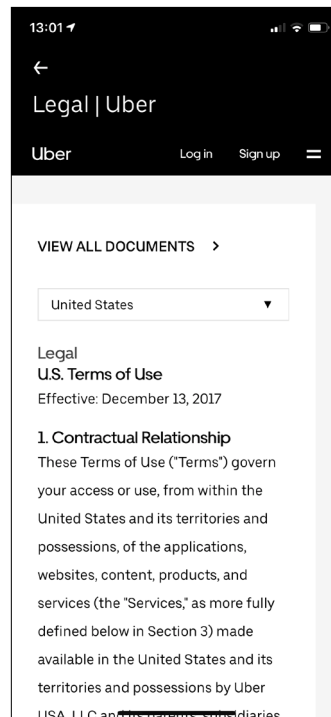 13:01
Legal | Uber
Uber Log in Sign up
VIEW ALL DOCUMENTS
United States
Legal
U.S. Terms of Use
Effective: December 13, 2017
1. Contractual Relationship
These Terms of Use ("Terms") govern
your access or use, from within the
United States and its territories and
possessions, of the applications,
websites, content, products, and
services (the "Services," as more fully
defined below in Section 3) made
available in the United States and its
territories and possessions by Uber
USA, LLC and its parents, subsidiaries,